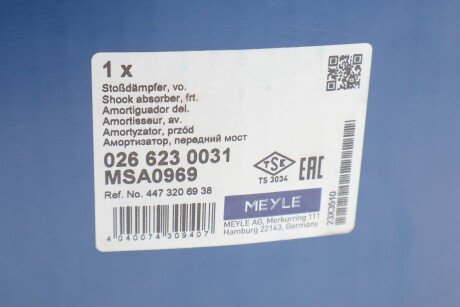 1 x
Stoßdämpfer, vo.
Shock absorber, frt.
Amortiguador del.
Amortisseur, av.
Amortyzator, przód
Амортизатор, передний мост
026 623 0031
MSA0969
Ref. No. 447 320 69 38
TSE
TS 3034
EAC
4 040074 309407
MEYLE
MEYLE AG, Merkurring 111
Hamburg 22143, Germany
23X3510